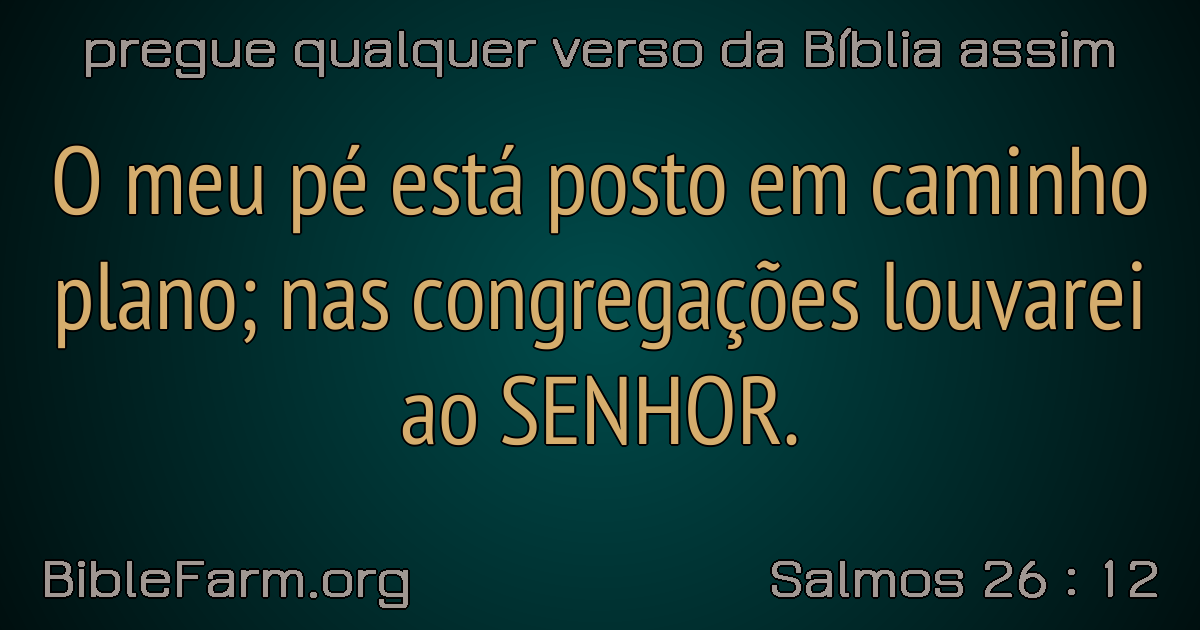 pregue qualquer verso da Bíblia assim
O meu pé está posto em caminho
plano; nas congregações louvarei
ao SENHOR.
BibleFarm.org
Salmos 26 : 12